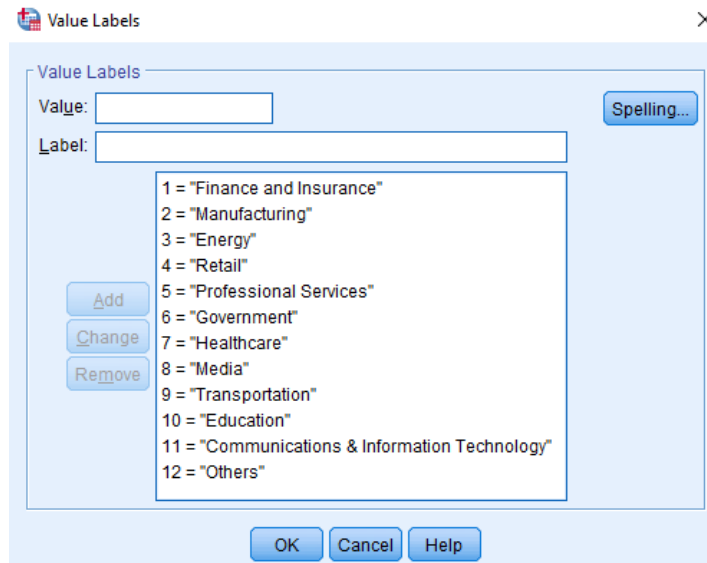 Value Labels
Value Labels
Value:
Spelling...
Label:
1 = "Finance and Insurance"
2 = "Manufacturing"
3 = "Energy"
4 = "Retail"
5 = "Professional Services"
6 = "Government"
7 = "Healthcare"
8 = "Media"
9 = "Transportation"
10 = "Education"
11 = "Communications & Information Technology"
12 = "Others"
Add
Change
Remove
OK Cancel Help